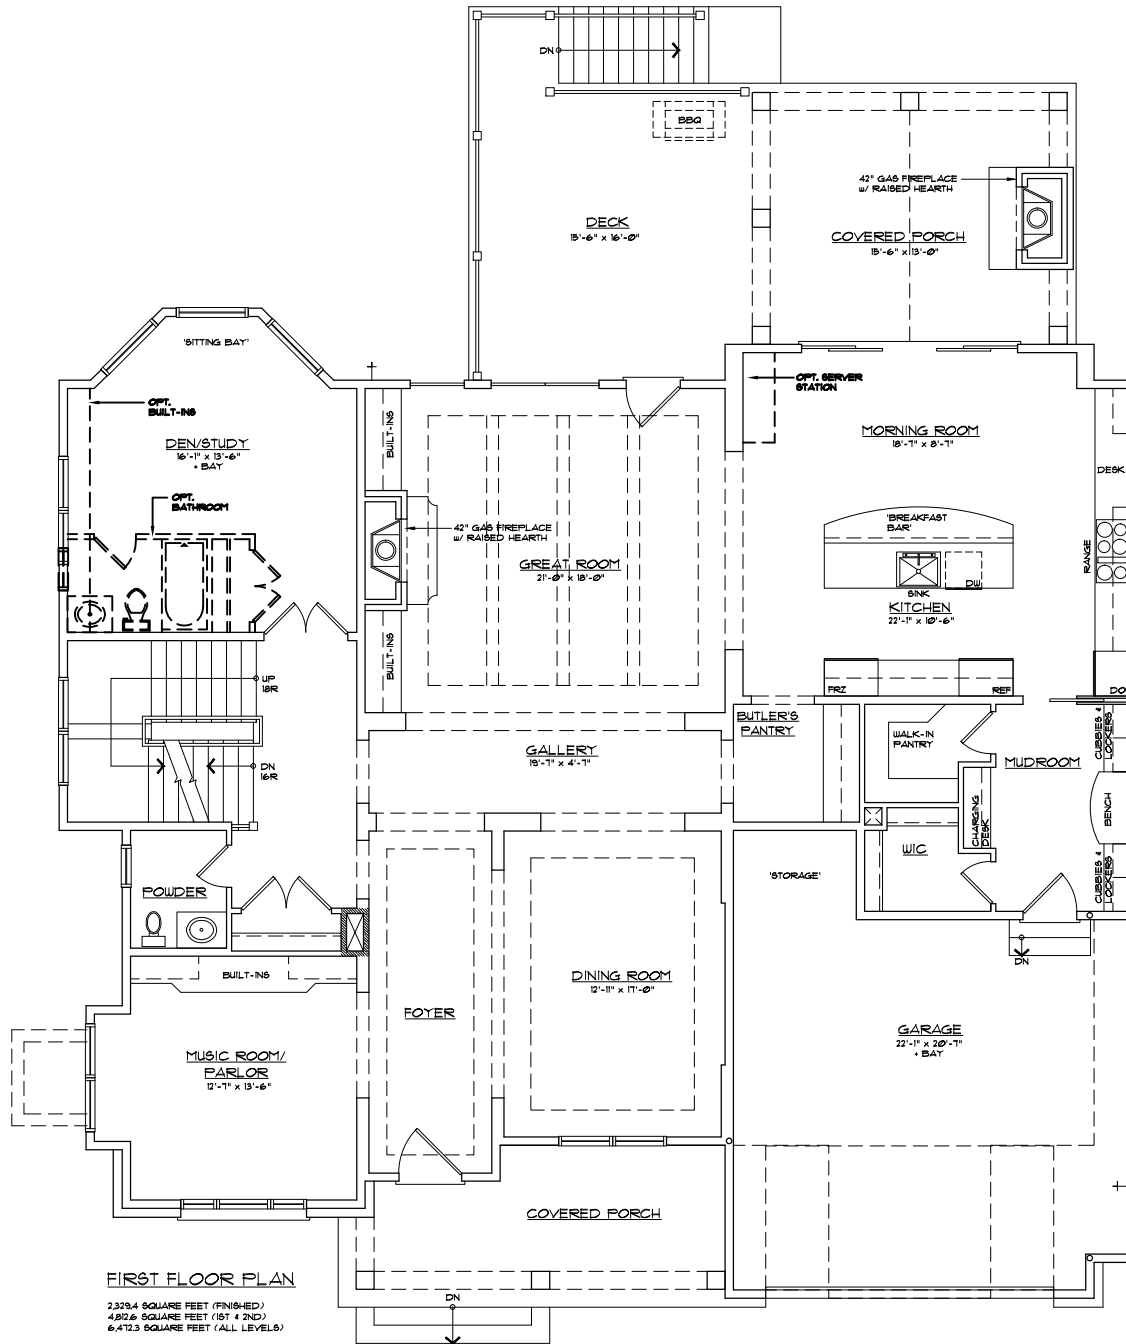 DN
BBQ
42" GAS FIREPLACE
W/ RAISED HEARTH
DECK
15'-6" x 16'-0"
COVERED PORCH
15'-6" x 13'-0"
'SITTING BAY'
OPT.
BUILT-INS
DEN/STUDY
16'-1" x 13'-6"
+ BAY
OPT.
BATHROOM
BUILT-INS
OPT. SERVER
STATION
MORNING ROOM
18'-7" x 8'-7"
DESK
42" GAS FIREPLACE
W/ RAISED HEARTH
GREAT ROOM
21'-0" x 18'-0"
'BREAKFAST
BAR'
RANGE
DW
SINK
KITCHEN
22'-1" x 10'-6"
BUILT-INS
UP
18R
FRZ
REF
DO
BUTLER'S
PANTRY
WALK-IN
PANTRY
CUBBIES &
LOCKERS
GALLERY
19'-7" x 4'-7"
DN
16R
MUDROOM
CHARGING
DESK
BENCH
WIC
CUBBIES &
LOCKERS
'STORAGE'
POWDER
DN
BUILT-INS
DINING ROOM
12'-11" x 17'-0"
FOYER
GARAGE
22'-1" x 20'-7"
+ BAY
MUSIC ROOM/
PARLOR
12'-7" x 13'-6"
COVERED PORCH
FIRST FLOOR PLAN
DN
2,329.4 SQUARE FEET (FINISHED)
4,812.6 SQUARE FEET (1ST & 2ND)
6,472.3 SQUARE FEET (ALL LEVELS)